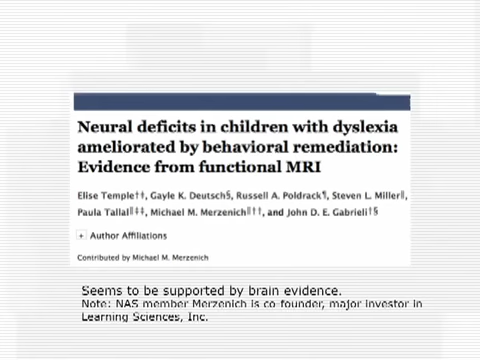 Neural deficits in children with dyslexia
ameliorated by behavioral remediation:
Evidence from functional MRI
Elise Temple†‡, Gayle K. Deutsch§, Russell A. Poldrack¶, Steven L. Miller‖,
Paula Tallal‖‡‡, Michael M. Merzenich‖††, and John D. E. Gabrieli†§
+ Author Affiliations
Contributed by Michael M. Merzenich
Seems to be supported by brain evidence.
Note: NAS member Merzenich is co-founder, major investor in
Learning Sciences, Inc.